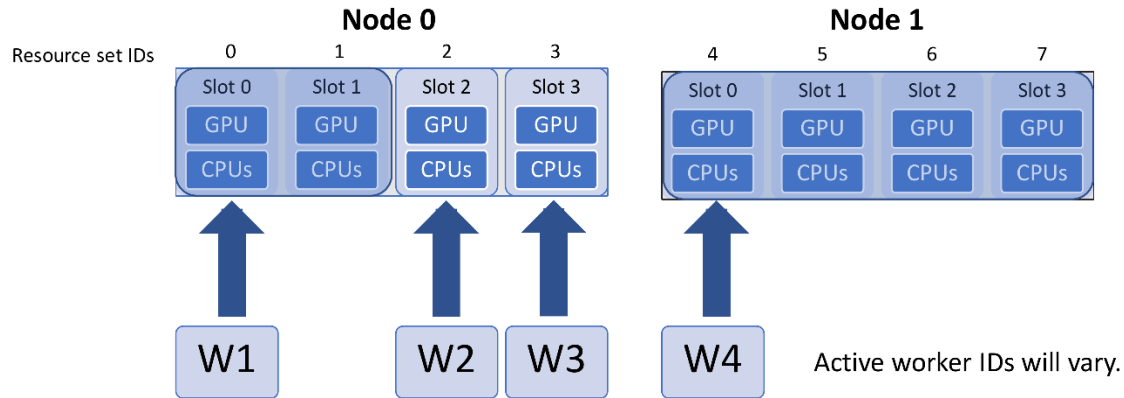 Node 0 Node 1
Resource set IDs 0 1 2 3 4 5 6 7
Slot 0 Slot 1 Slot 2 Slot 3 Slot 0 Slot 1 Slot 2 Slot 3
GPU GPU GPU GPU GPU GPU GPU GPU
CPUs CPUs CPUs CPUs CPUs CPUs CPUs CPUs
W1 W2 W3 W4 Active worker IDs will vary.